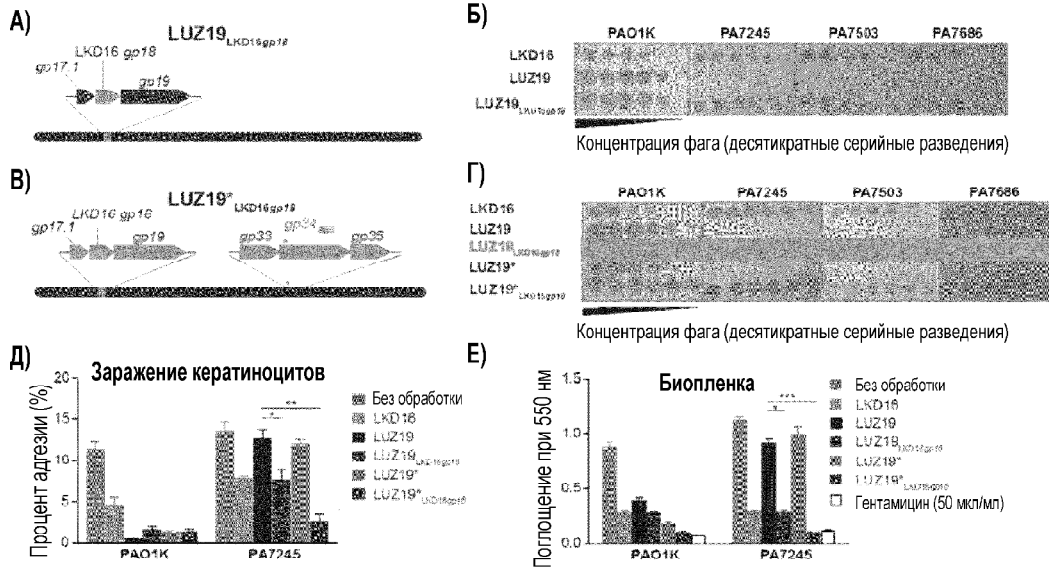 А)
LUZ19LKD16gp18
LKD16 gp18
gp17.1
gp19
Б)
PAO1K PA7245 PA7503 PA7686
LKD16
LUZ19
LUZ19LKD16gp18
Концентрация фага (десятикратные серийные разведения)
В)
LUZ19*LKD16gp18
LKD16 gp18
gp17.1
gp19
gp33
gp35
Г)
PAO1K PA7245 PA7503 PA7686
LKD16
LUZ19
LUZ19LKD16gp18
LUZ19*
LUZ19*LKD16gp18
Концентрация фага (десятикратные серийные разведения)
Д)
Заражение кератиноцитов
Процент адгезии (%)
20
15
10
5
0
*
**
PAO1K PA7245
Без обработки
LKD16
LUZ19
LUZ19LKD16gp18
LUZ19*
LUZ19*LKD16gp18
Е)
Биопленка
Поглощение при 550 нм
1.5
1.0
0.5
0.0
*
***
PAO1K PA7245
Без обработки
LKD16
LUZ19
LUZ19LKD16gp18
LUZ19*
LUZ19*LKD16gp18
Гентамицин (50 мкл/мл)